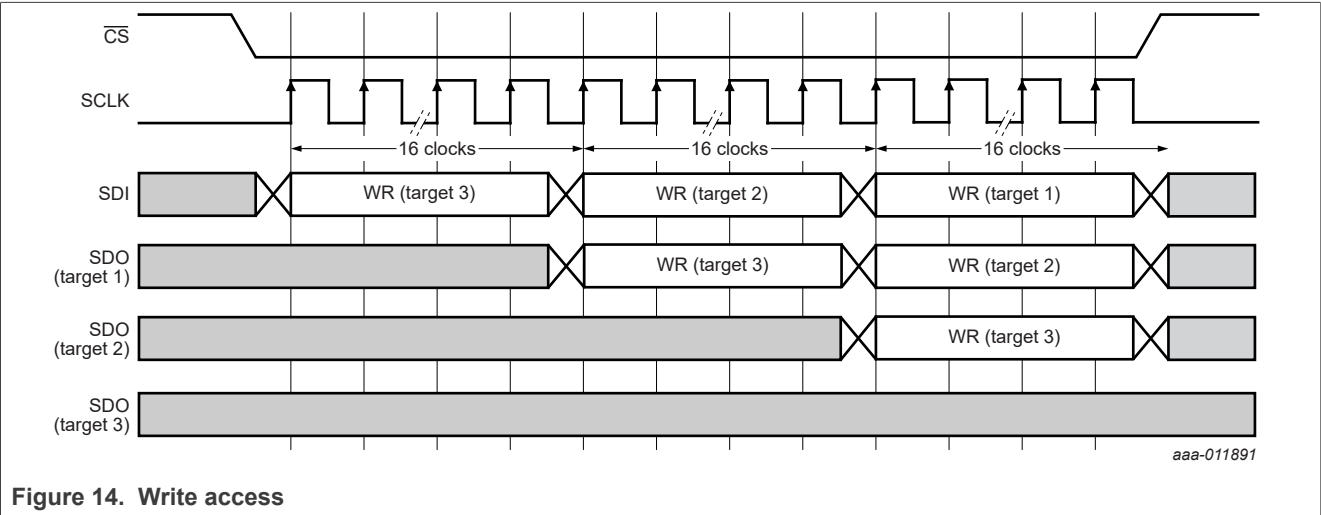 CS
SCLK
16 clocks 16 clocks 16 clocks
SDI WR (target 3) WR (target 2) WR (target 1)
SDO
(target 1) WR (target 3) WR (target 2)
SDO
(target 2) WR (target 3)
SDO
(target 3)
aaa-011891
Figure 14. Write access